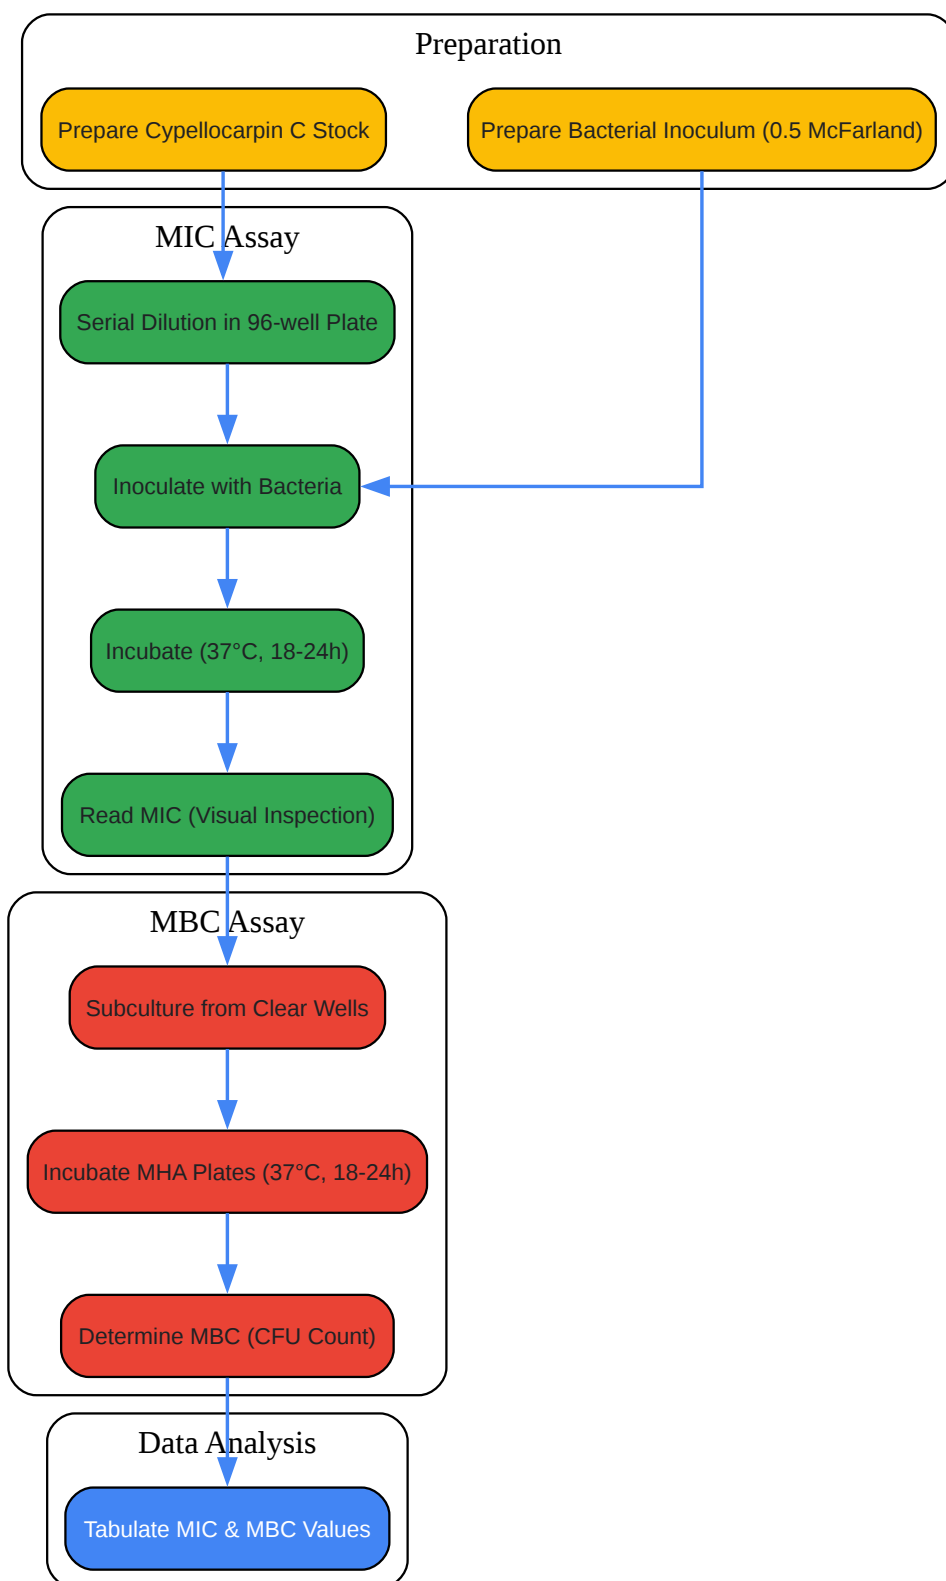 Preparation
Prepare Cypellocarpin C Stock
Prepare Bacterial Inoculum (0.5 McFarland)
MIC Assay
Serial Dilution in 96-well Plate
Inoculate with Bacteria
Incubate (37°C, 18-24h)
Read MIC (Visual Inspection)
MBC Assay
Subculture from Clear Wells
Incubate MHA Plates (37°C, 18-24h)
Determine MBC (CFU Count)
Data Analysis
Tabulate MIC & MBC Values